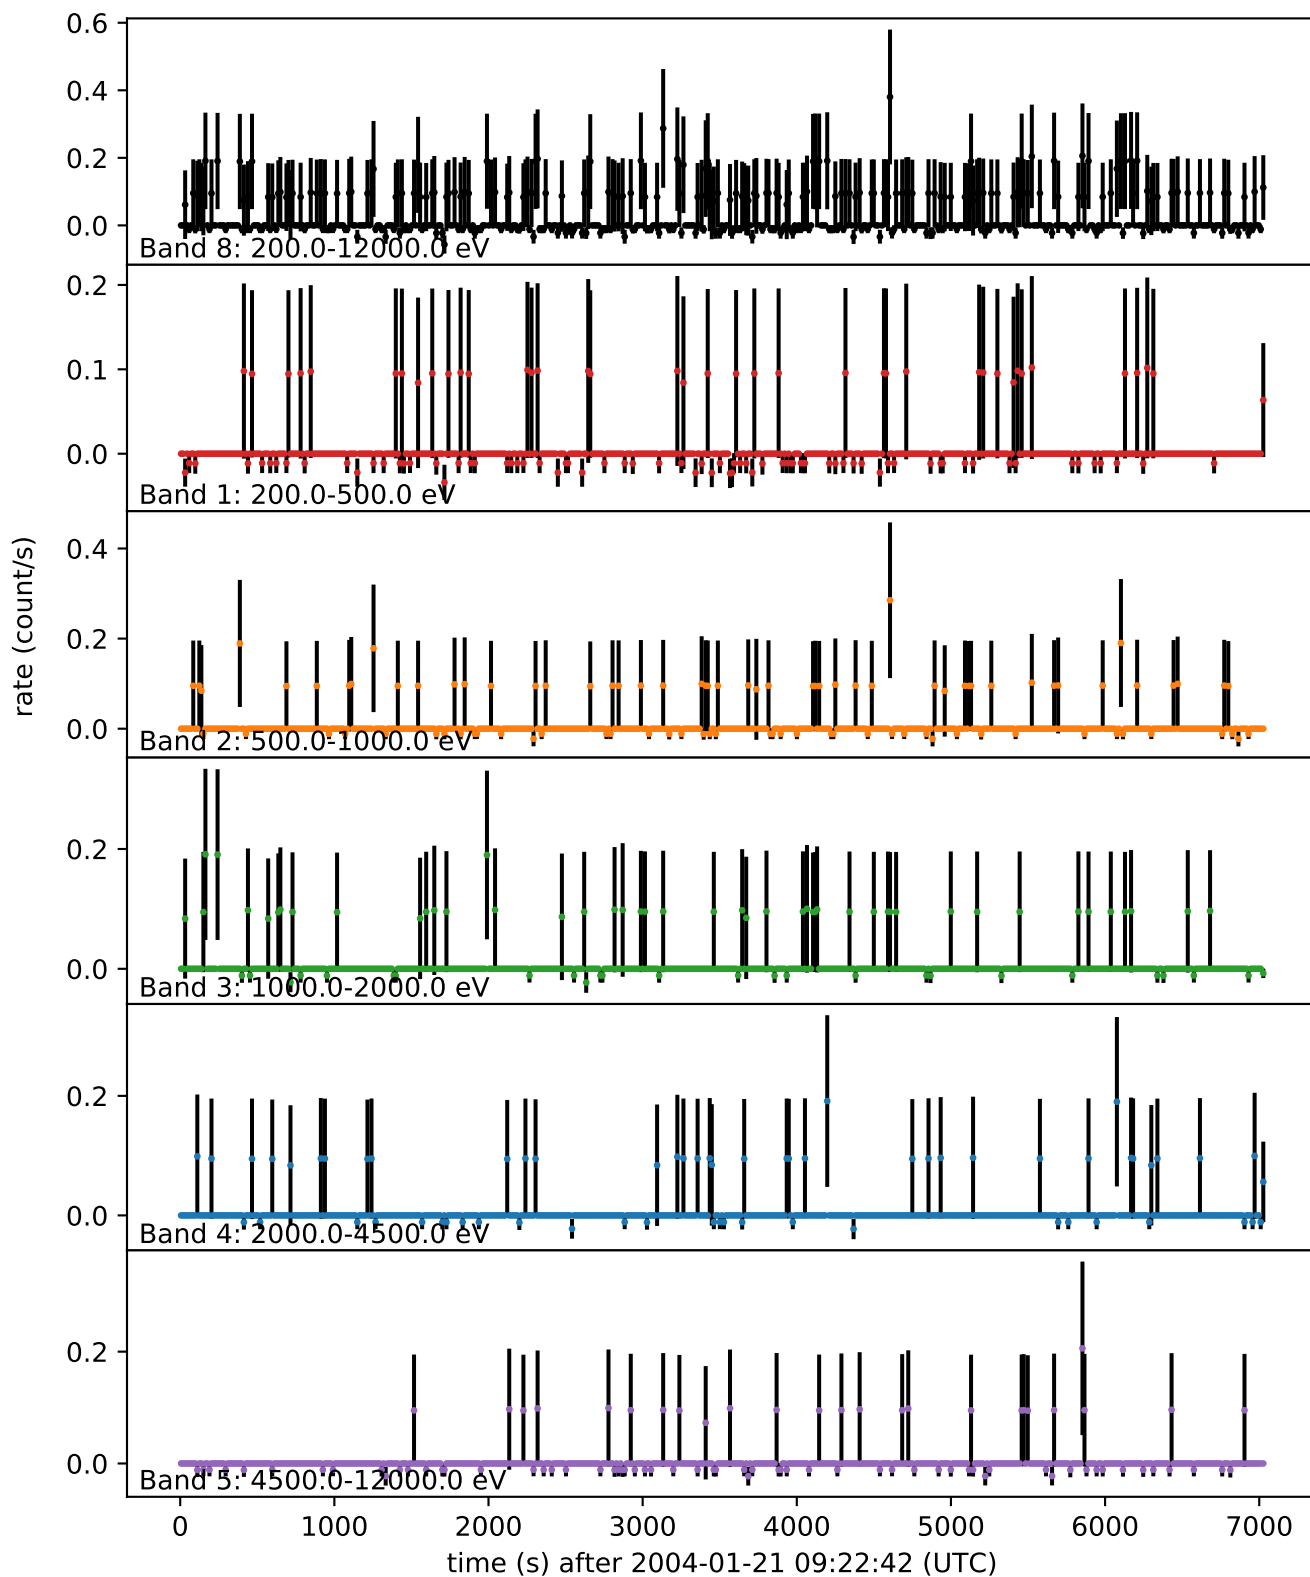 0.6
0.4
0.2
0.0
Band 8: 200.0-12000.0 eV
0.2
0.1
0.0
Band 1: 200.0-500.0 eV
rate (count/s)
0.4
0.2
0.0
Band 2: 500.0-1000.0 eV
0.2
0.0
Band 3: 1000.0-2000.0 eV
0.2
0.0
Band 4: 2000.0-4500.0 eV
0.2
0.0
Band 5: 4500.0-12000.0 eV
0 1000 2000 3000 4000 5000 6000 7000
time (s) after 2004-01-21 09:22:42 (UTC)